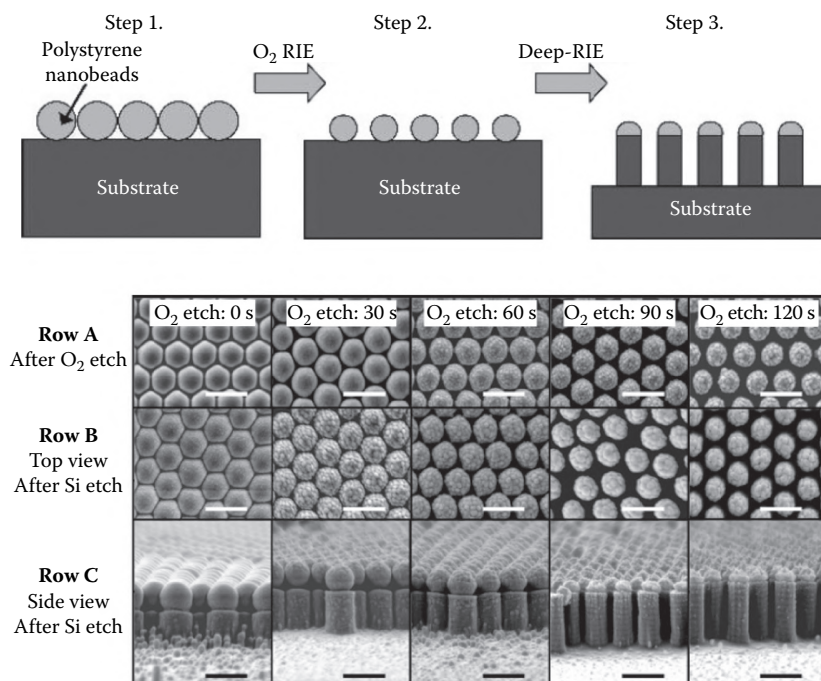 Step 1.
Step 2.
Step 3.
Polystyrene
nanobeads
O₂ RIE
Deep-RIE
Substrate
Substrate
Substrate
O₂ etch: 0 s
O₂ etch: 30 s
O₂ etch: 60 s
O₂ etch: 90 s
O₂ etch: 120 s
Row A
After O₂ etch
Row B
Top view
After Si etch
Row C
Side view
After Si etch